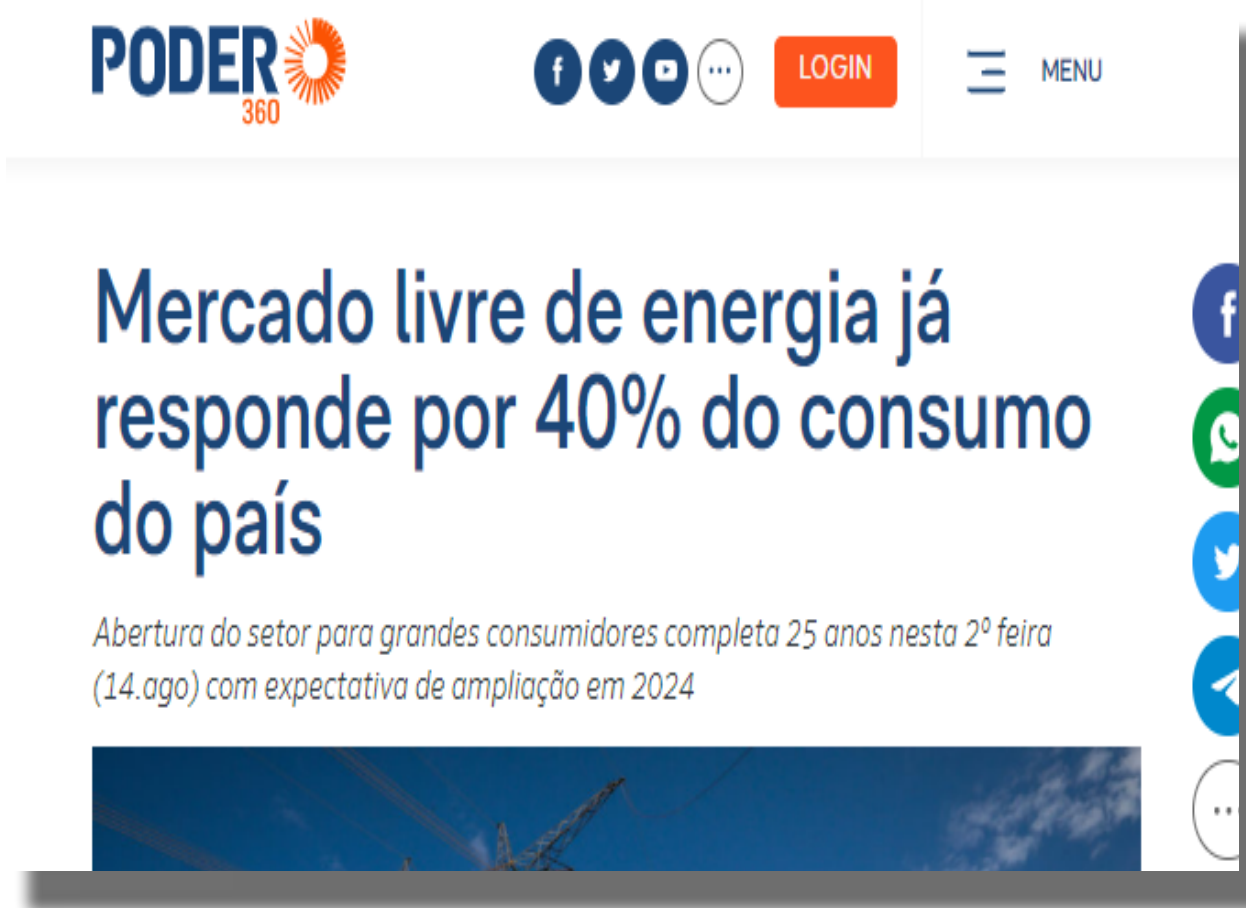 PODER
360
LOGIN
MENU
Mercado livre de energia já
responde por 40% do consumo
do país
Abertura do setor para grandes consumidores completa 25 anos nesta 2ª feira
(14.ago) com expectativa de ampliação em 2024